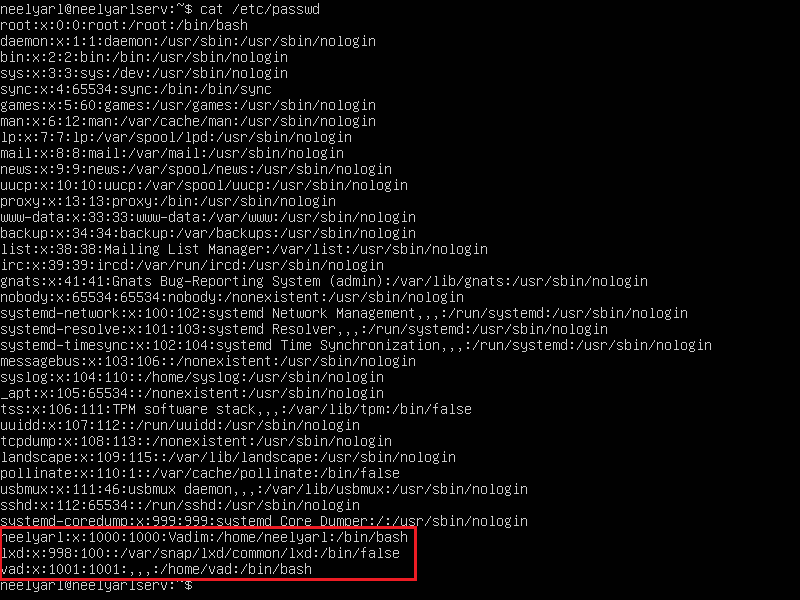 neelyarl@neelyarlserv:~$ cat /etc/passwd
root:x:0:0:root:/root:/bin/bash
daemon:x:1:1:daemon:/usr/sbin:/usr/sbin/nologin
bin:x:2:2:bin:/bin:/usr/sbin/nologin
sys:x:3:3:sys:/dev:/usr/sbin/nologin
sync:x:4:65534:sync:/bin:/bin/sync
games:x:5:60:games:/usr/games:/usr/sbin/nologin
man:x:6:12:man:/var/cache/man:/usr/sbin/nologin
lp:x:7:7:lp:/var/spool/lpd:/usr/sbin/nologin
mail:x:8:8:mail:/var/mail:/usr/sbin/nologin
news:x:9:9:news:/var/spool/news:/usr/sbin/nologin
uucp:x:10:10:uucp:/var/spool/uucp:/usr/sbin/nologin
proxy:x:13:13:proxy:/bin:/usr/sbin/nologin
www-data:x:33:33:www-data:/var/www:/usr/sbin/nologin
backup:x:34:34:backup:/var/backups:/usr/sbin/nologin
list:x:38:38:Mailing List Manager:/var/list:/usr/sbin/nologin
irc:x:39:39:ircd:/var/run/ircd:/usr/sbin/nologin
gnats:x:41:41:Gnats Bug-Reporting System (admin):/var/lib/gnats:/usr/sbin/nologin
nobody:x:65534:65534:nobody:/nonexistent:/usr/sbin/nologin
systemd-network:x:100:102:systemd Network Management,,,:/run/systemd:/usr/sbin/nologin
systemd-resolve:x:101:103:systemd Resolver,,,:/run/systemd:/usr/sbin/nologin
systemd-timesync:x:102:104:systemd Time Synchronization,,,:/run/systemd:/usr/sbin/nologin
messagebus:x:103:106::/nonexistent:/usr/sbin/nologin
syslog:x:104:110::/home/syslog:/usr/sbin/nologin
_apt:x:105:65534::/nonexistent:/usr/sbin/nologin
tss:x:106:111:TPM software stack,,,:/var/lib/tpm:/bin/false
uuidd:x:107:112::/run/uuidd:/usr/sbin/nologin
tcpdump:x:108:113::/nonexistent:/usr/sbin/nologin
landscape:x:109:115::/var/lib/landscape:/usr/sbin/nologin
pollinate:x:110:1::/var/cache/pollinate:/bin/false
usbmux:x:111:46:usbmux daemon,,,:/var/lib/usbmux:/usr/sbin/nologin
sshd:x:112:65534::/run/sshd:/usr/sbin/nologin
systemd-coredump:x:999:999:systemd Core Dumper:/:/usr/sbin/nologin
neelyarl:x:1000:1000:Vadim:/home/neelyarl:/bin/bash
lxd:x:998:100::/var/snap/lxd/common/lxd:/bin/false
vad:x:1001:1001:,,,:/home/vad:/bin/bash
neelyarl@neelyarlserv:~$